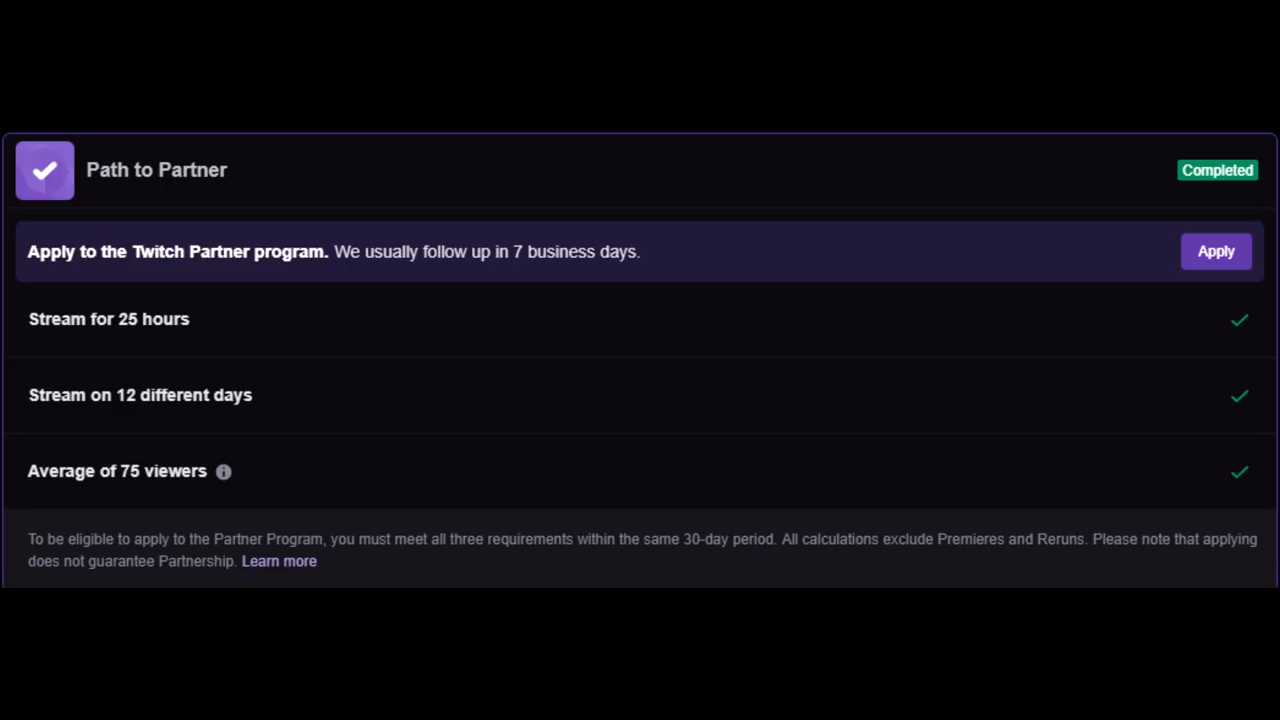 Path to Partner
Completed
Apply to the Twitch Partner program. We usually follow up in 7 business days.
Apply
Stream for 25 hours
Stream on 12 different days
Average of 75 viewers
To be eligible to apply to the Partner Program, you must meet all three requirements within the same 30-day period. All calculations exclude Premieres and Reruns. Please note that applying
does not guarantee Partnership. Learn more